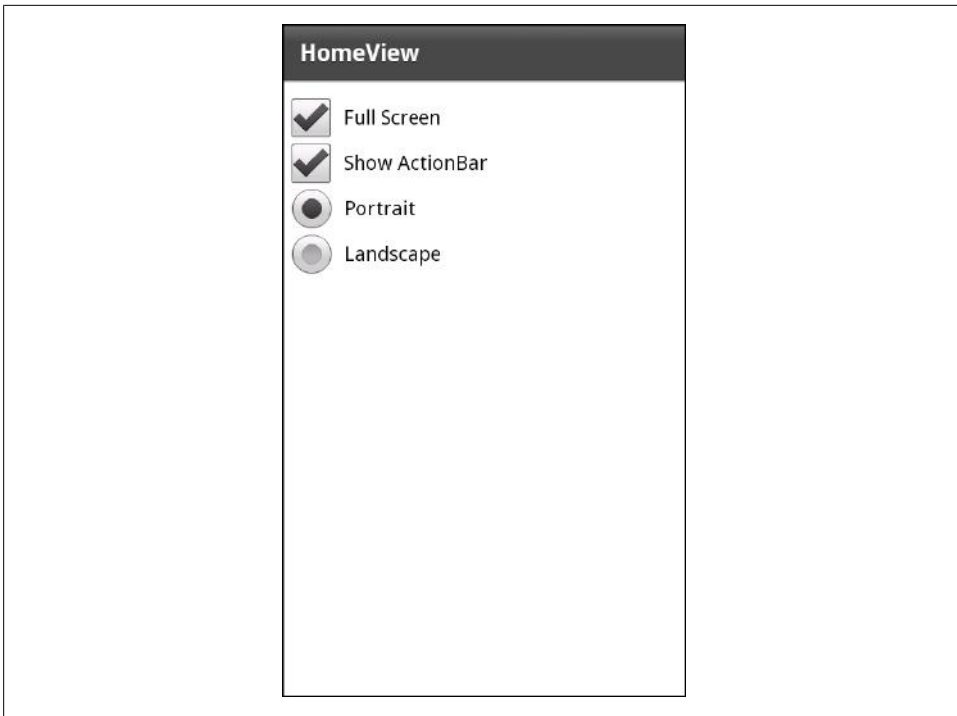 HomeView
Full Screen
Show ActionBar
Portrait
Landscape